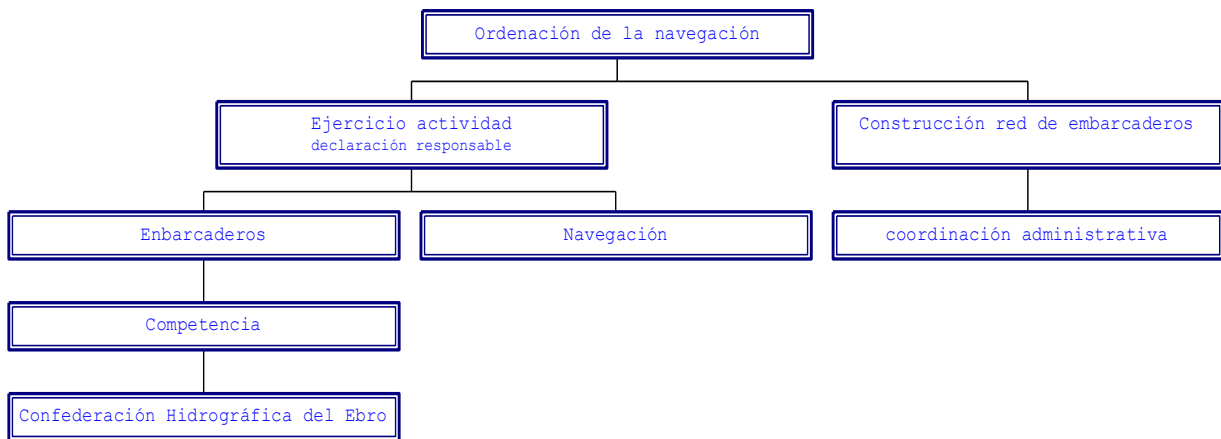 Ordenación de la navegación
Ejercicio actividad
declaración responsable
Construcción red de embarcaderos
Enbarcaderos
Navegación
coordinación administrativa
Competencia
Confederación Hidrográfica del Ebro